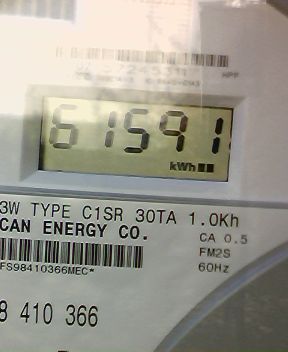 HPP
61591
kWh
3W TYPE C1SR 30TA 1.0Kh
CAN ENERGY CO.
CA 0.5
FM2S
FS98410366MEC*
60Hz
8 410 366